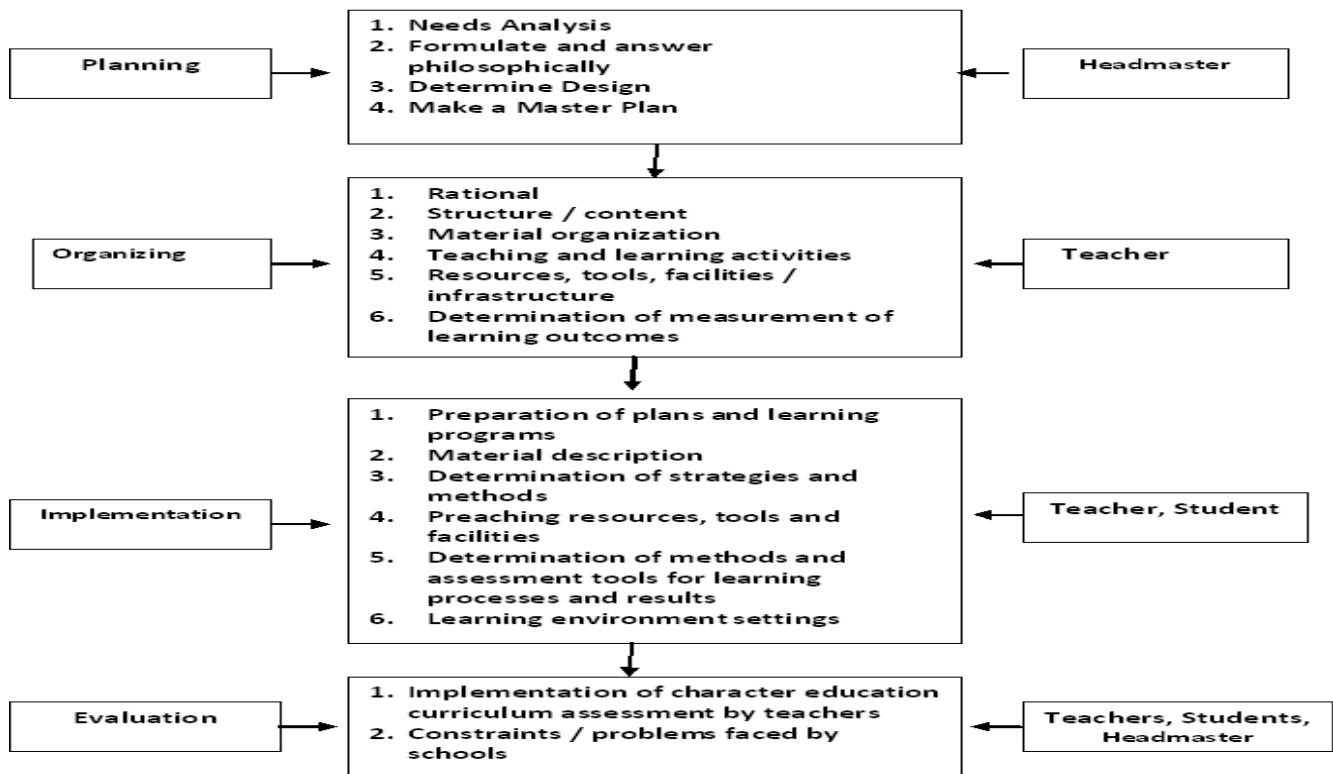 Planning
1. Needs Analysis
2. Formulate and answer
philosophically
3. Determine Design
4. Make a Master Plan
Headmaster
Organizing
1. Rational
2. Structure / content
3. Material organization
4. Teaching and learning activities
5. Resources, tools, facilities /
infrastructure
6. Determination of measurement of
learning outcomes
Teacher
Implementation
1. Preparation of plans and learning
programs
2. Material description
3. Determination of strategies and
methods
4. Preaching resources, tools and
facilities
5. Determination of methods and
assessment tools for learning
processes and results
6. Learning environment settings
Teacher, Student
Evaluation
1. Implementation of character education
curriculum assessment by teachers
2. Constraints / problems faced by
schools
Teachers, Students,
Headmaster